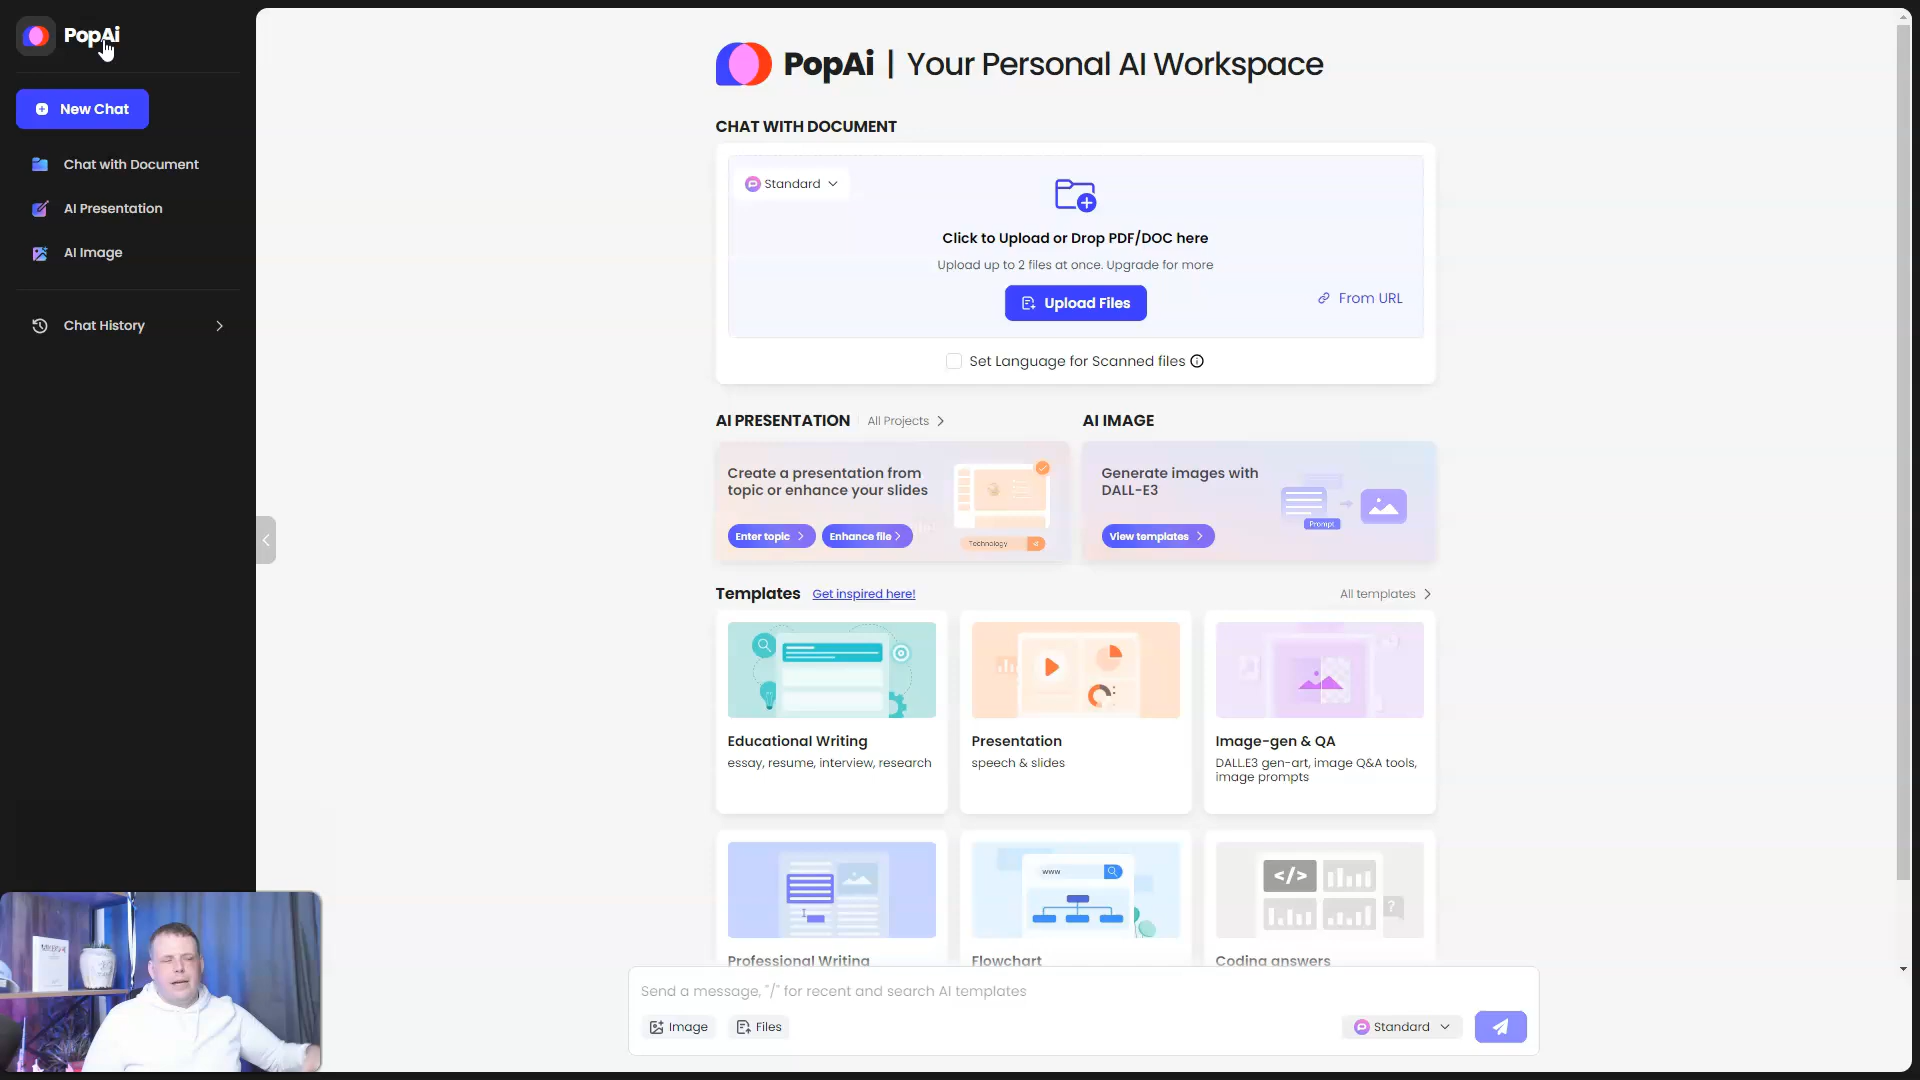 PopAi
New Chat
Chat with Document
AI Presentation
AI Image
Chat History
PopAi | Your Personal AI Workspace
CHAT WITH DOCUMENT
Standard
Click to Upload or Drop PDF/DOC here
Upload up to 2 files at once. Upgrade for more
Upload Files
From URL
Set Language for Scanned files
AI PRESENTATION
All Projects
AI IMAGE
Create a presentation from
topic or enhance your slides
Enter topic
Enhance file
Technology
Generate images with
DALL-E3
View templates
Prompt
Templates
Get inspired here!
All templates
Educational Writing
essay, resume, interview, research
Presentation
speech & slides
Image-gen & QA
DALL.E3 gen-art, image Q&A tools,
image prompts
www
</>
?
Professional Writing
Flowchart
Coding answers
Send a message, "/" for recent and search AI templates
Image
Files
Standard